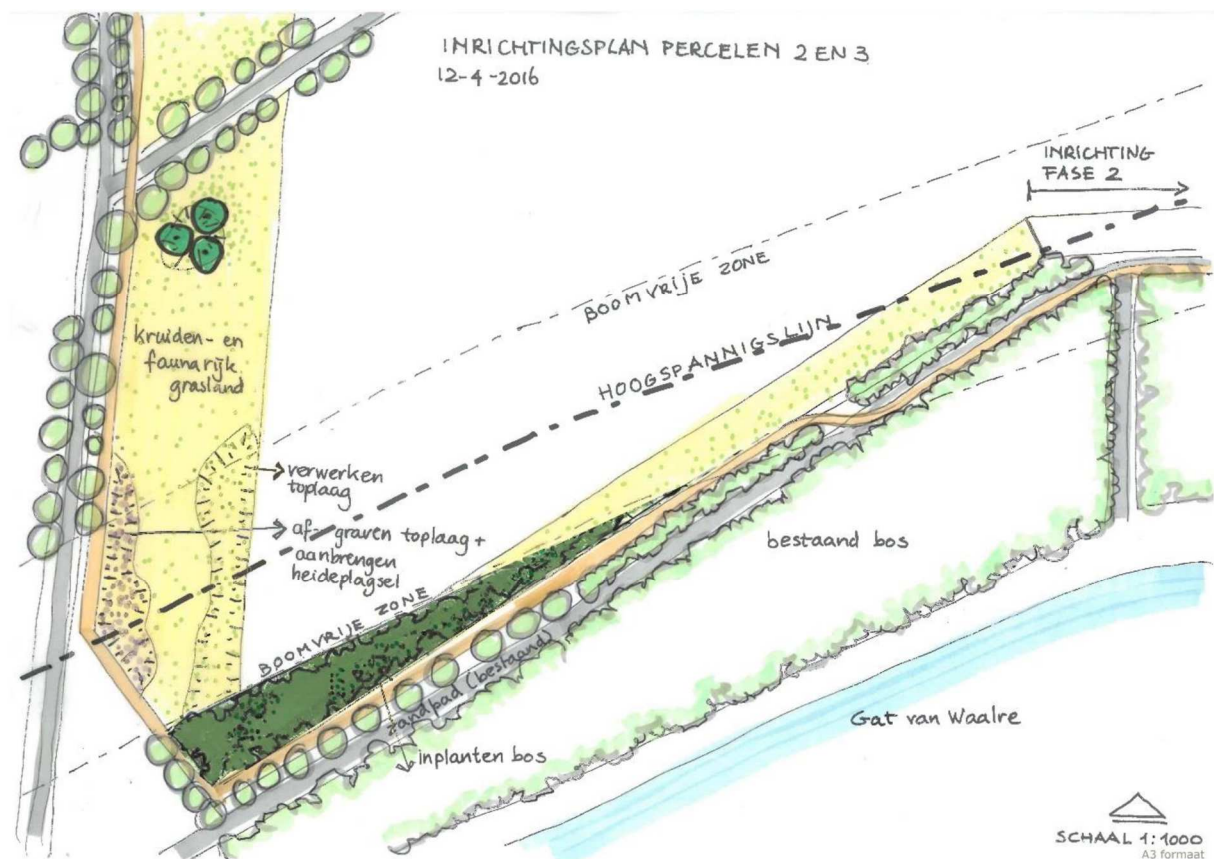 INRICHTINGSPLAN PERCELEN 2 EN 3
12-4-2016
INRICHTING
FASE 2
BOOMVRIJE ZONE
HOOGSPANNIGSLIJN
kruiden- en
faunarijk
grasland
verwerken
toplaag
af-graven toplaag +
aanbrengen
heideplagsel
BOOMVRIJE ZONE
bestaand bos
zandpad (bestaand)
inplanten bos
Gat van Waalre
SCHAAL 1:1000
A3 formaat